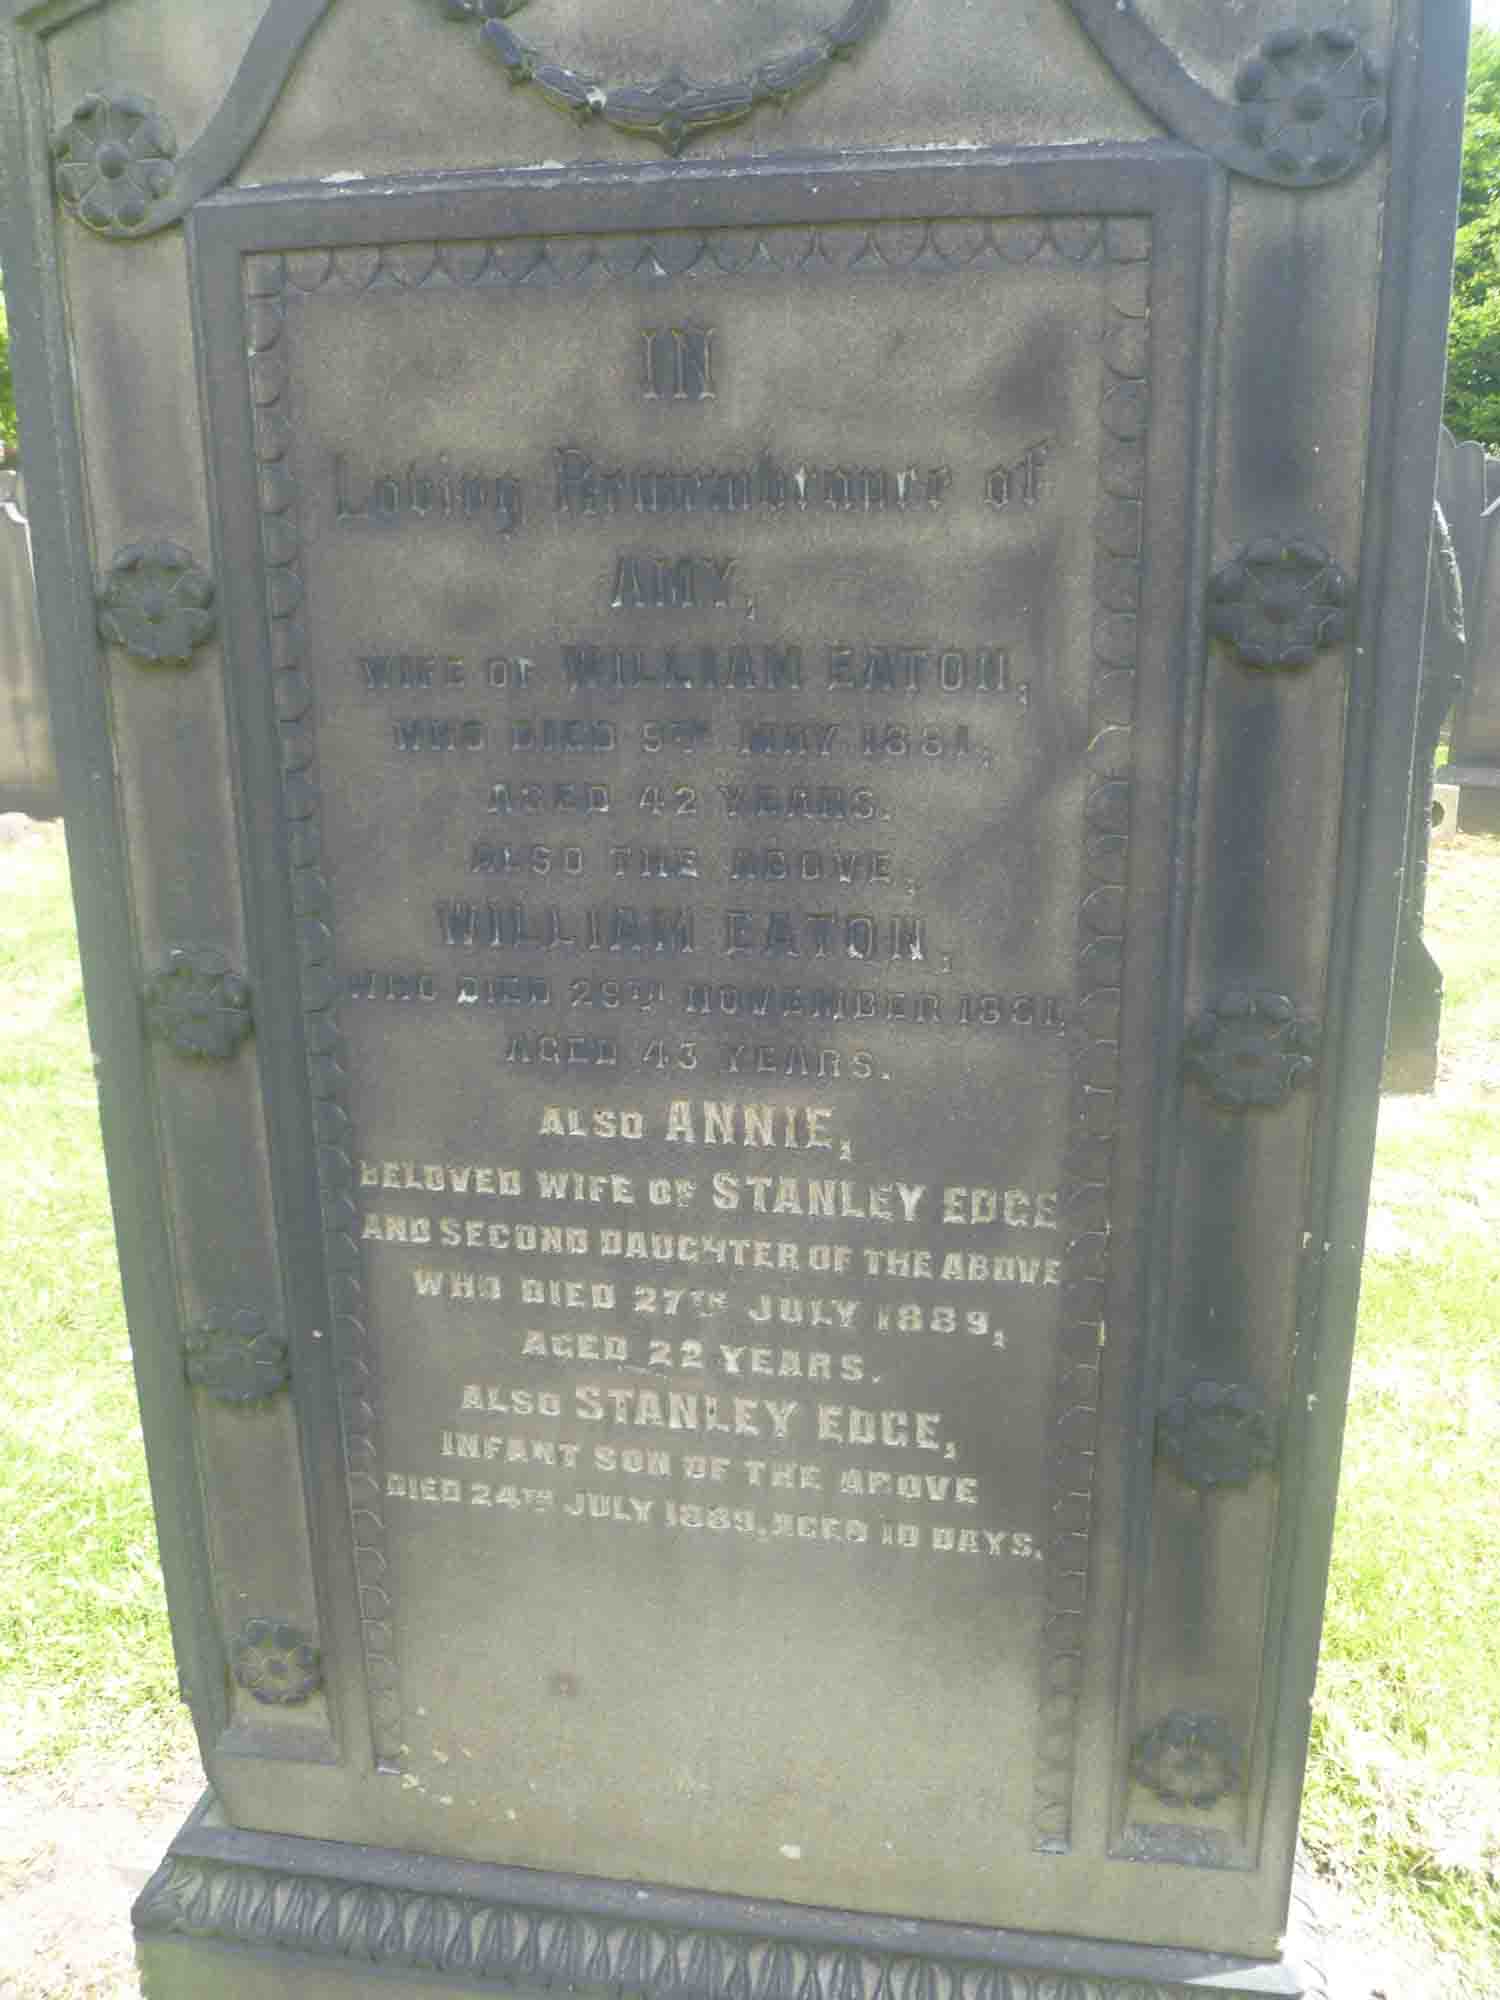 IN
Loving Remembrance of
AMY,
WIFE OF WILLIAM EATON,
WHO DIED 9TH MAY 1881,
AGED 42 YEARS.
ALSO THE ABOVE,
WILLIAM EATON,
WHO DIED 29TH NOVEMBER 1881,
AGED 43 YEARS.
ALSO ANNIE,
BELOVED WIFE OF STANLEY EDGE
AND SECOND DAUGHTER OF THE ABOVE
WHO DIED 27TH JULY 1889,
AGED 22 YEARS.
ALSO STANLEY EDGE,
INFANT SON OF THE ABOVE
DIED 24TH JULY 1889, AGED 10 DAYS.